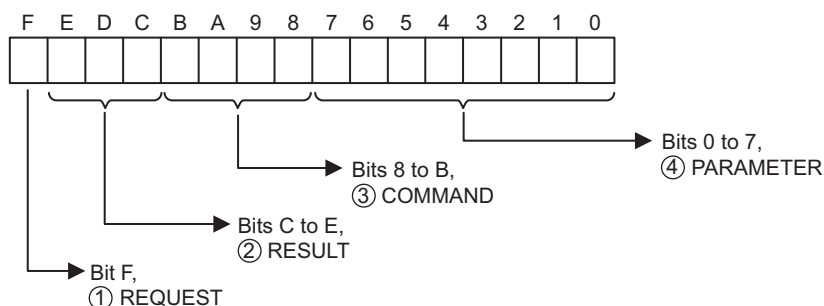 F E D C B A 9 8 7 6 5 4 3 2 1 0
Bits 0 to 7,
④ PARAMETER
Bits 8 to B,
③ COMMAND
Bits C to E,
② RESULT
Bit F,
① REQUEST